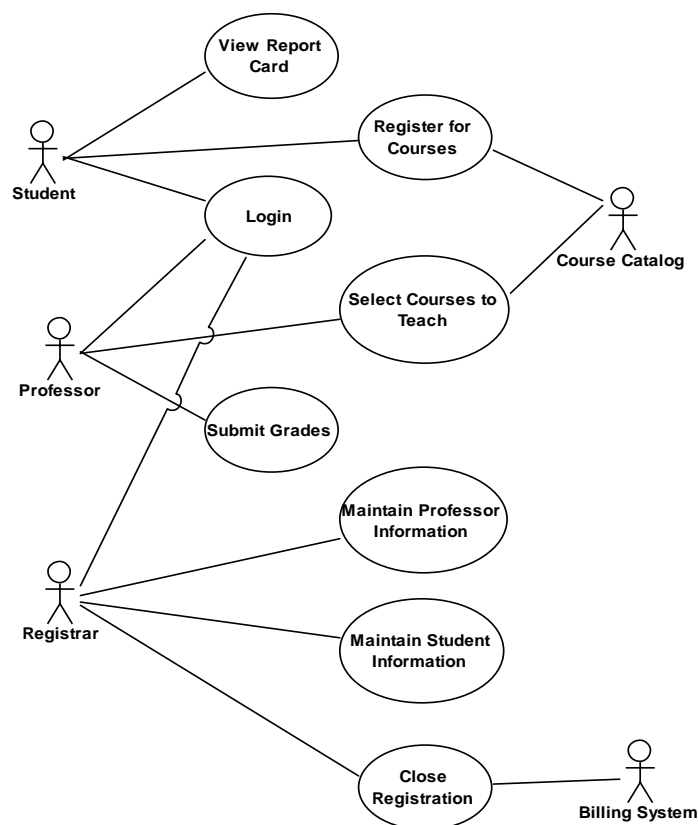 View Report
Card
Register for
Courses
Student
Login
Course Catalog
Select Courses to
Teach
Professor
Submit Grades
Maintain Professor
Information
Registrar
Maintain Student
Information
Close
Registration
Billing System